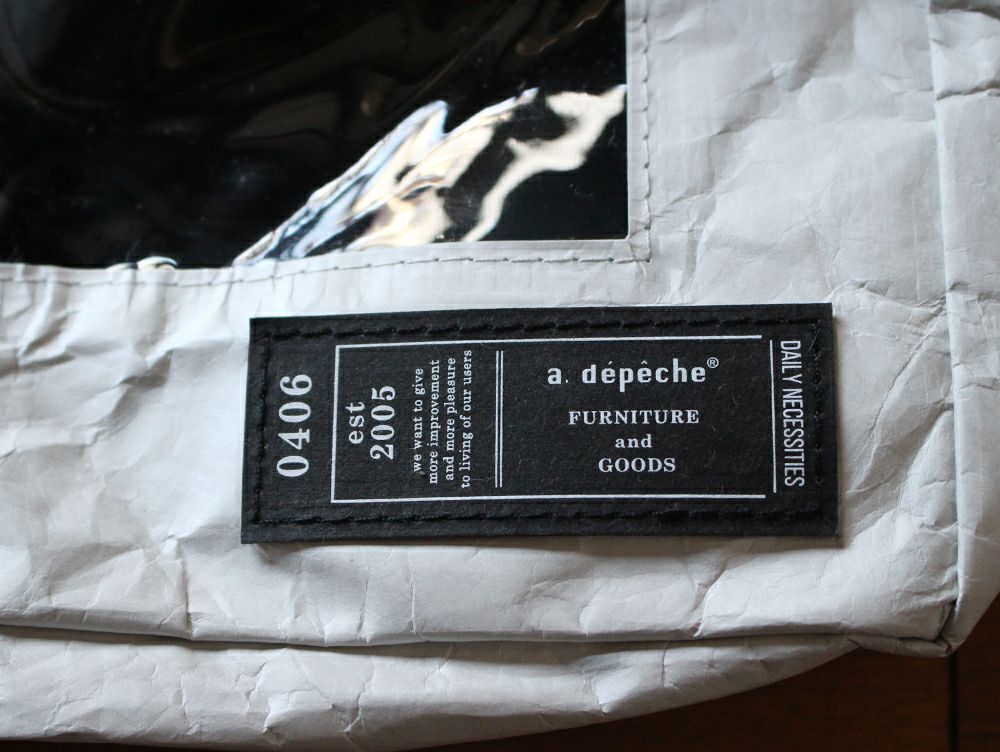 0406
est
2005
we want to give
more improvement
and more pleasure
to living of our users
a. dépêche®
FURNITURE
and
GOODS
DAILY NECESSITIES